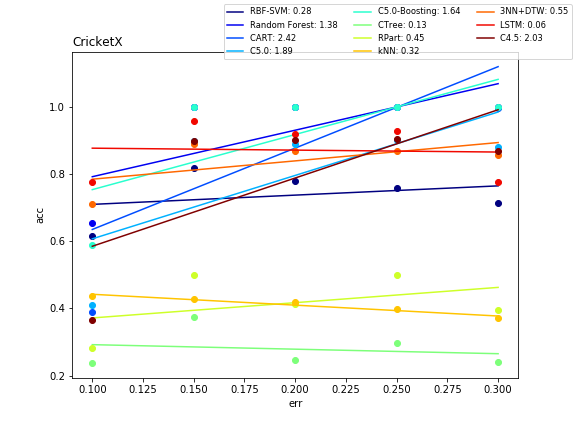 RBF-SVM: 0.28
Random Forest: 1.38
CART: 2.42
C5.0: 1.89
C5.0-Boosting: 1.64
CTree: 0.13
RPart: 0.45
kNN: 0.32
3NN+DTW: 0.55
LSTM: 0.06
C4.5: 2.03
CricketX
acc
1.0
0.8
0.6
0.4
0.2
0.100 0.125 0.150 0.175 0.200 0.225 0.250 0.275 0.300
err